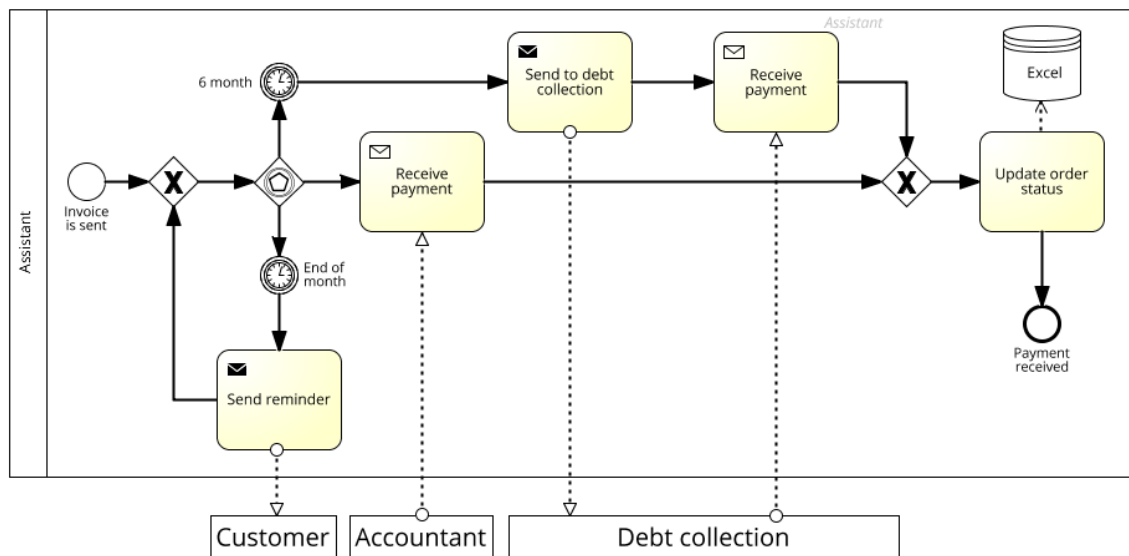 Assistant
Assistant
6 month
Send to debt
collection
Receive
payment
Excel
Invoice
is sent
Receive
payment
Update order
status
End of
month
Send reminder
Payment
received
Customer
Accountant
Debt collection